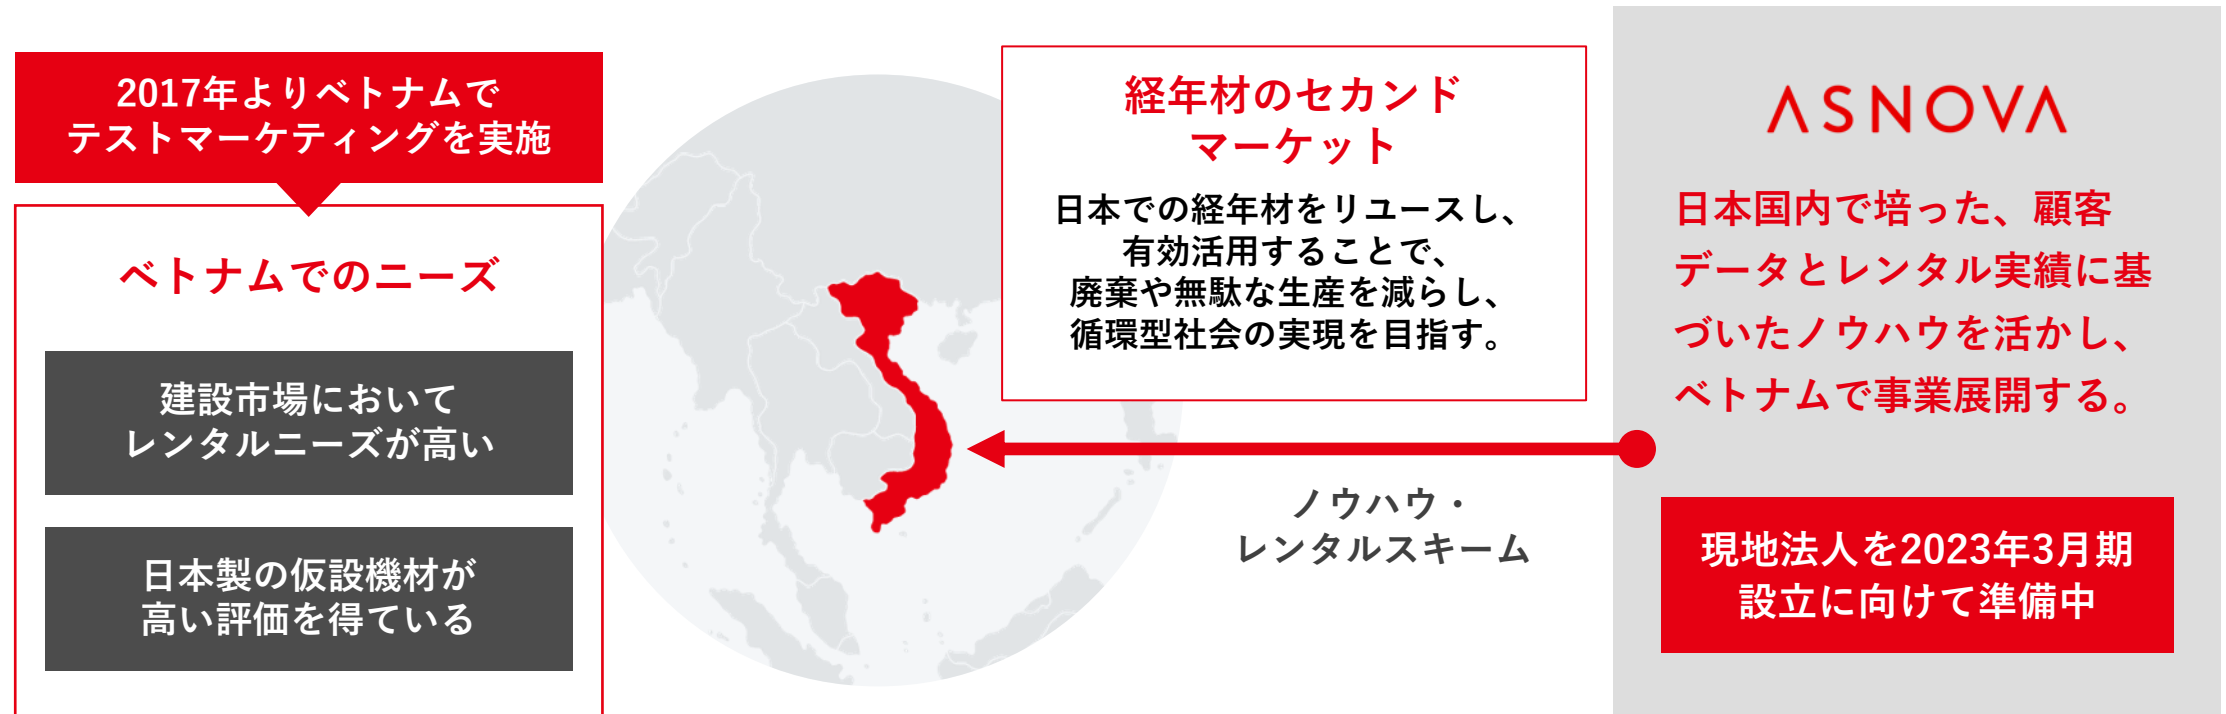 2017年よりベトナムで
テストマーケティングを実施
ベトナムでのニーズ
建設市場において
レンタルニーズが高い
日本製の仮設機材が
高い評価を得ている
経年材のセカンド
マーケット
日本での経年材をリユースし、
有効活用することで、
廃棄や無駄な生産を減らし、
循環型社会の実現を目指す。
ノウハウ・
レンタルスキーム
ASNOVA
日本国内で培った、顧客
データとレンタル実績に基
づいたノウハウを活かし、
ベトナムで事業展開する。
現地法人を2023年3月期
設立に向けて準備中